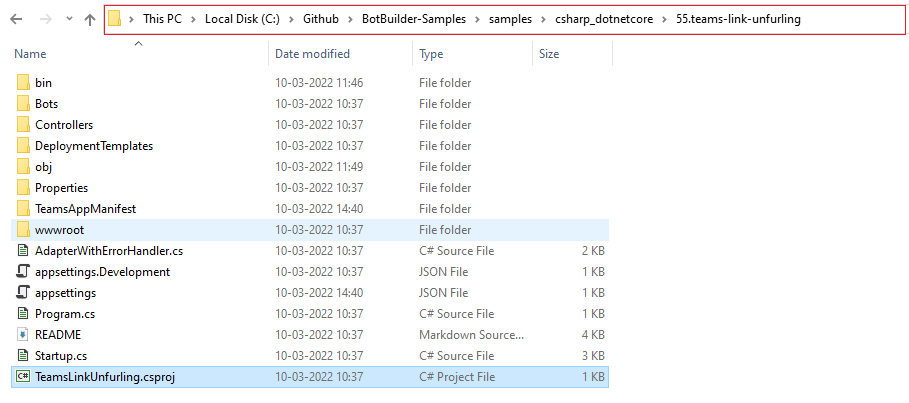 This PC > Local Disk (C:) > Github > BotBuilder-Samples > samples > csharp_dotnetcore > 55.teams-link-unfurling
Name Date modified Type Size
bin 10-03-2022 11:46 File folder
Bots 10-03-2022 10:37 File folder
Controllers 10-03-2022 10:37 File folder
DeploymentTemplates 10-03-2022 10:37 File folder
obj 10-03-2022 11:49 File folder
Properties 10-03-2022 10:37 File folder
TeamsAppManifest 10-03-2022 14:40 File folder
wwwroot 10-03-2022 10:37 File folder
AdapterWithErrorHandler.cs 10-03-2022 10:37 C# Source File 2 KB
appsettings.Development 10-03-2022 10:37 JSON File 1 KB
appsettings 10-03-2022 14:40 JSON File 1 KB
Program.cs 10-03-2022 10:37 C# Source File 1 KB
README 10-03-2022 10:37 Markdown Source... 4 KB
Startup.cs 10-03-2022 10:37 C# Source File 3 KB
C# TeamsLinkUnfurling.csproj 10-03-2022 10:37 C# Project File 1 KB